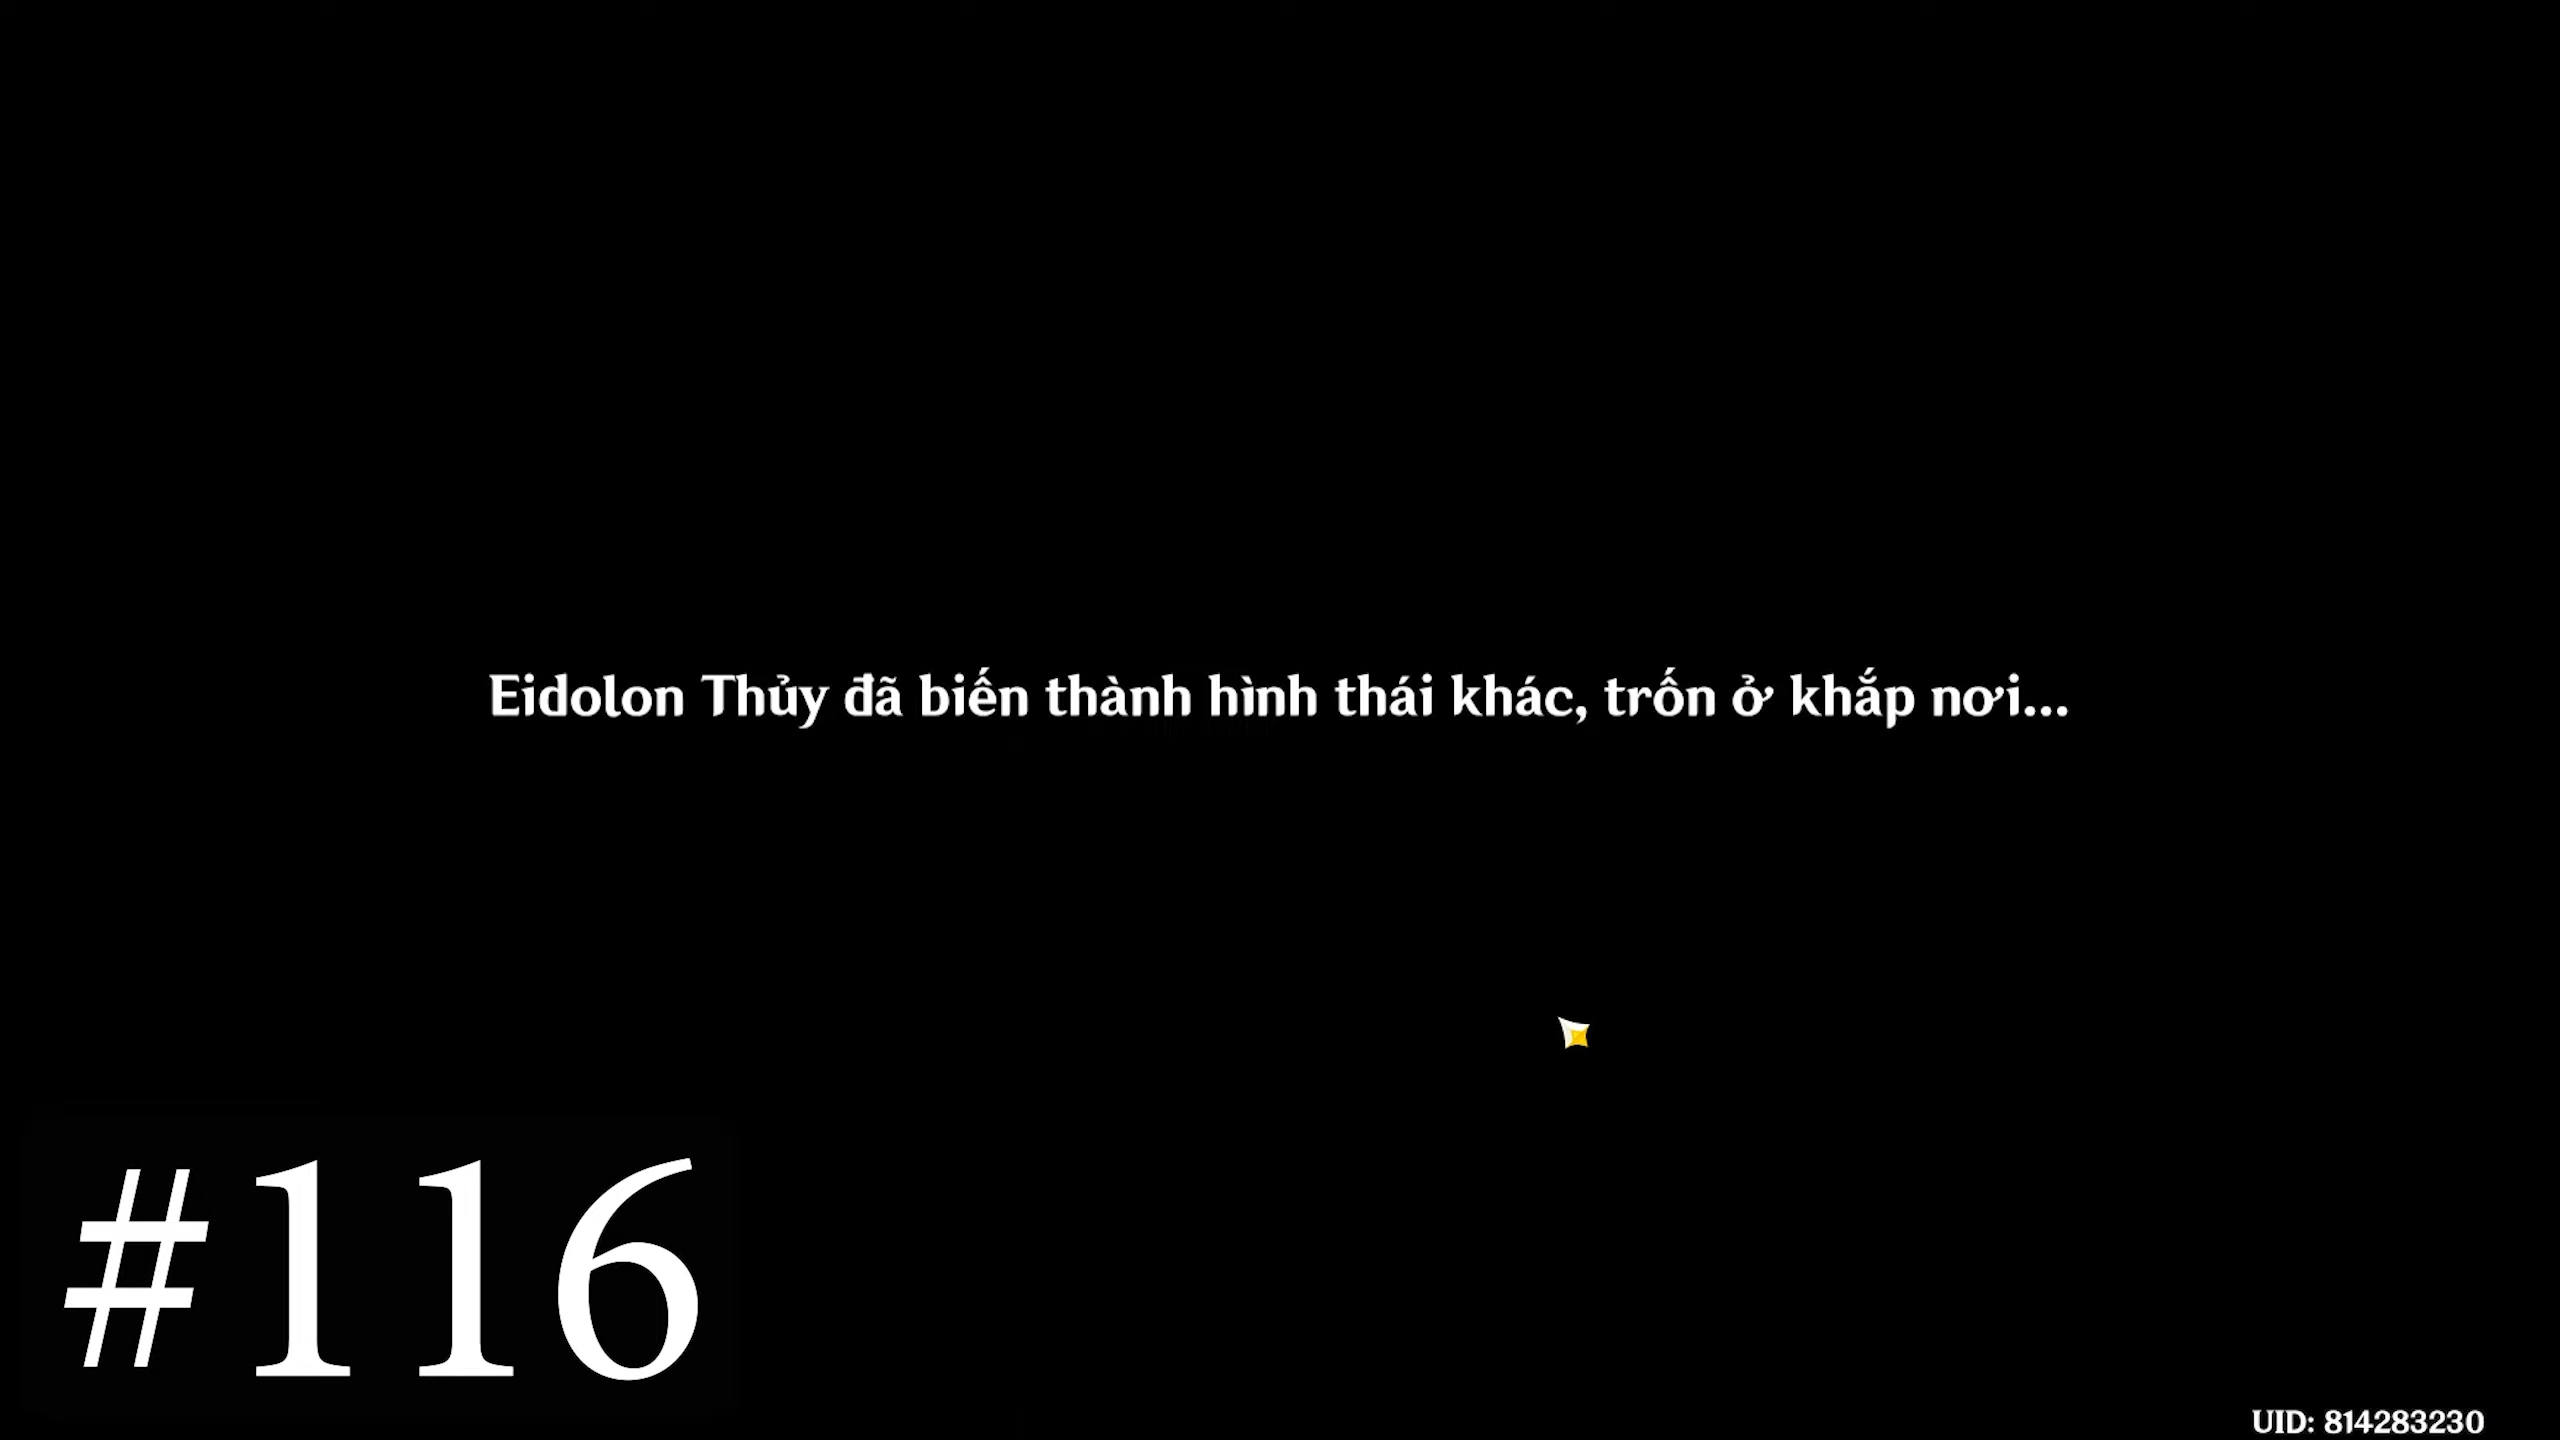 Eidolon Thủy đã biến thành hình thái khác, trốn ở khắp nơi...
#116
UID: 814283230